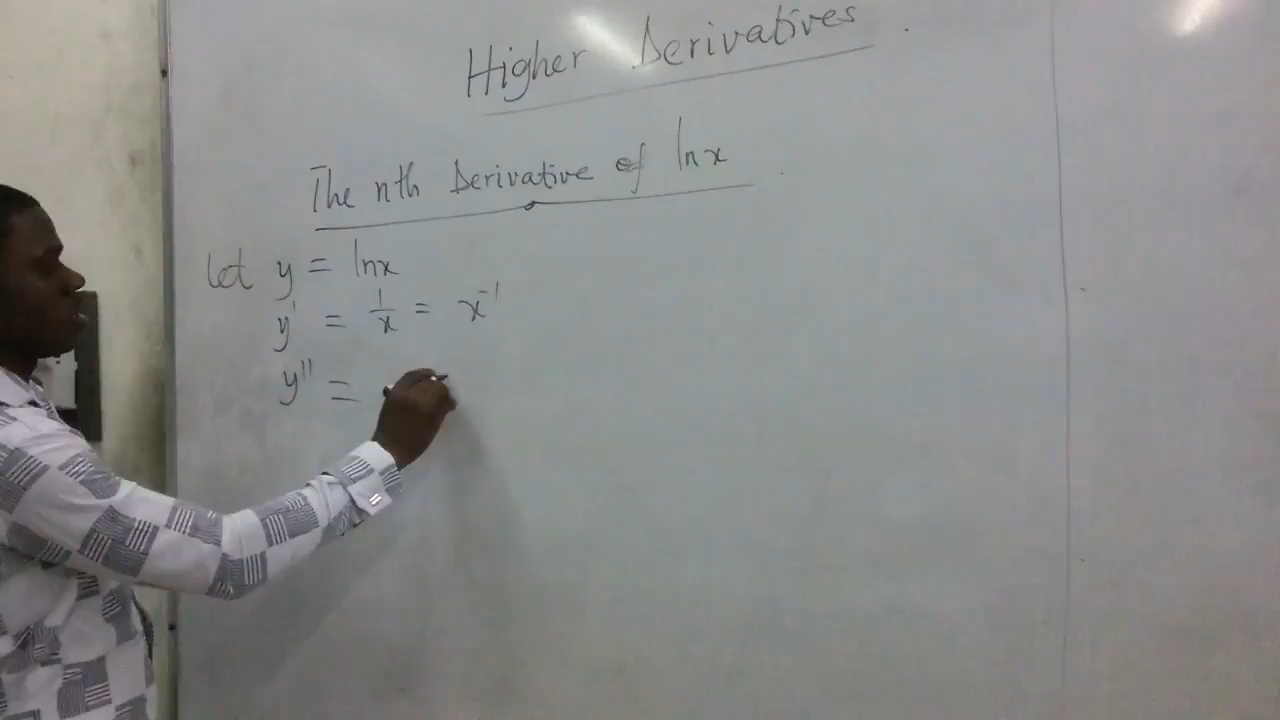 Higher Derivatives.
The nth Derivative of lnx
let y = lnx
y' = 1/x = x⁻¹
y'' =